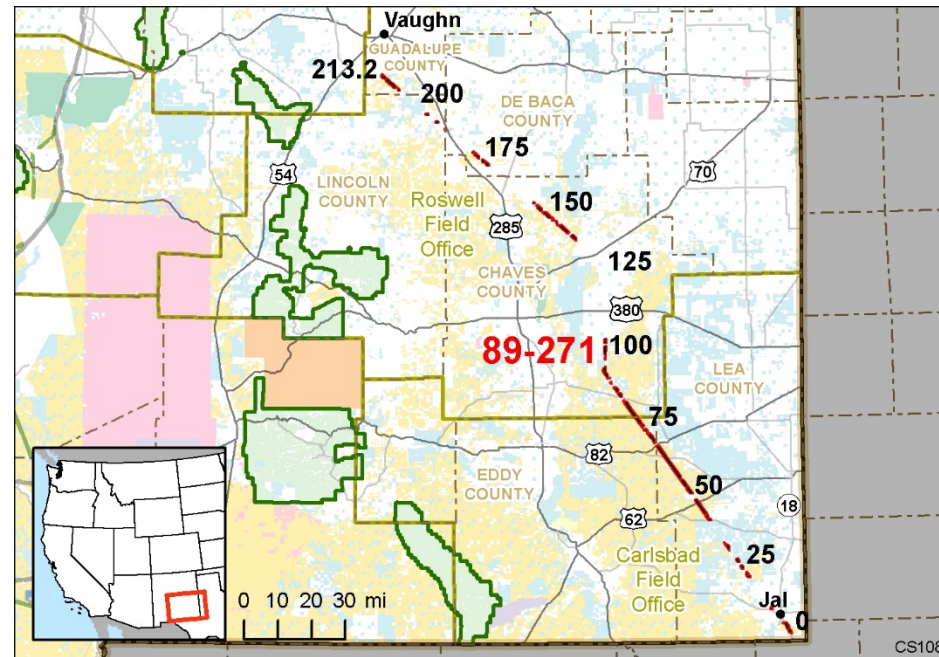 Vaughn
GUADALUPE
COUNTY
213.2
200
DE BACA
COUNTY
175
70
54
LINCOLN
COUNTY
Roswell
Field
Office
150
285
125
CHAVES
COUNTY
380
89-271
100
LEA
COUNTY
75
82
EDDY
COUNTY
50
18
62
25
Carlsbad
Field
Office
Jal
0
0 10 20 30 mi
CS108